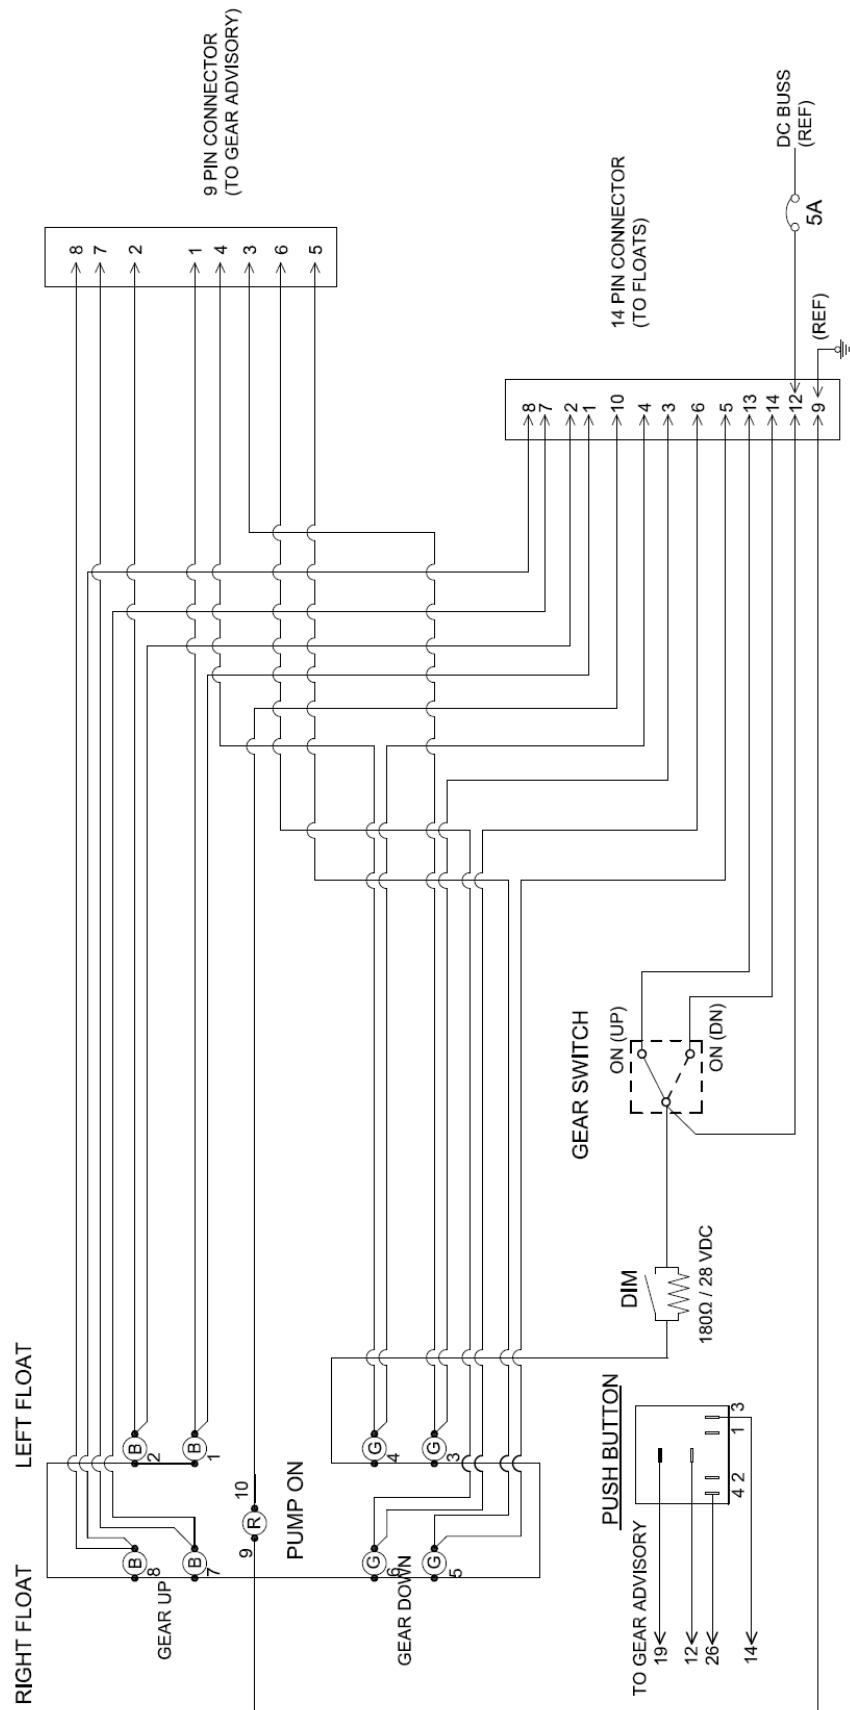 9 PIN CONNECTOR
(TO GEAR ADVISORY)
8
7
2
1
4
3
6
5
DC BUSS
(REF)
5A
14 PIN CONNECTOR
(TO FLOATS)
(REF)
8
7
2
1
10
4
3
6
5
13
14
12
9
GEAR SWITCH
ON (UP)
ON (DN)
DIM
180Ω / 28 VDC
LEFT FLOAT
B
2
B
1
10
R
9
PUMP ON
G
4
G
3
RIGHT FLOAT
B
8
B
7
GEAR UP
G
6
G
5
GEAR DOWN
PUSH BUTTON
3
1
2
4
TO GEAR ADVISORY
19
12
26
14